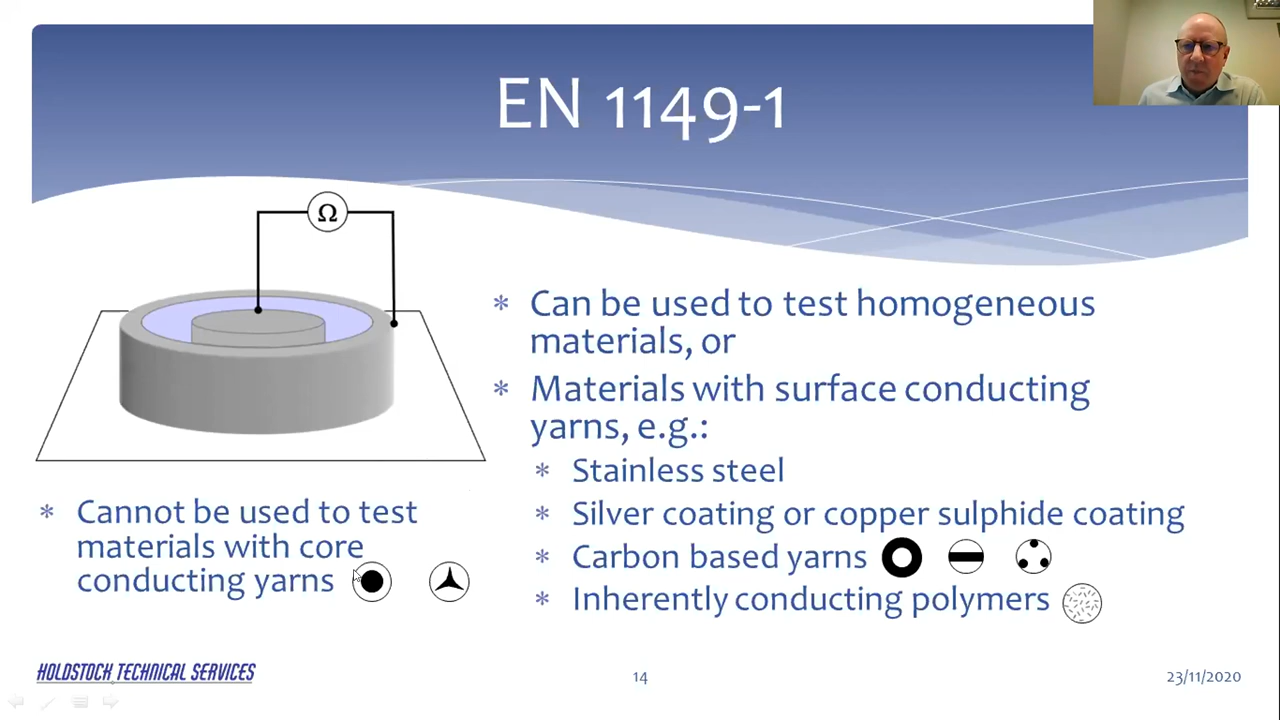 EN 1149-1
Ω
* Can be used to test homogeneous
materials, or
* Materials with surface conducting
yarns, e.g.:
* Stainless steel
* Silver coating or copper sulphide coating
* Carbon based yarns
* Inherently conducting polymers
* Cannot be used to test
materials with core
conducting yarns
HOLDSTOCK TECHNICAL SERVICES
14
23/11/2020